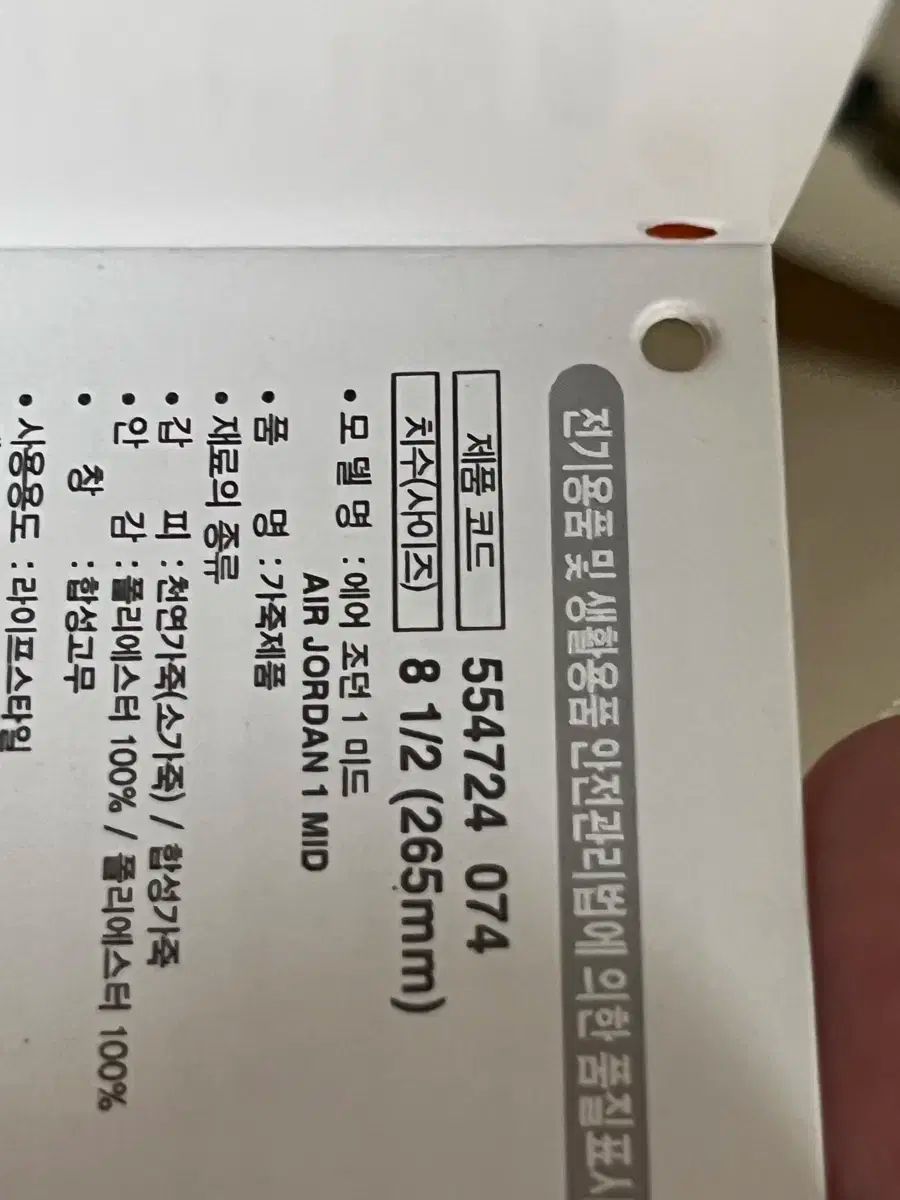 전기용품 및 생활용품 안전관리법에 의한 품질표시
제품 코드 554724 074
치수(사이즈) 8 1/2 (265mm)
• 모 델 명 : 에어 조던 1 미드
AIR JORDAN 1 MID
• 품 명 : 가죽제품
• 재료의 종류
• 갑 피 : 천연가죽(소가죽) / 합성가죽
• 안 감 : 폴리에스터 100% / 폴리에스터 100%
• 창 : 합성고무
• 사용용도 : 라이프스타일